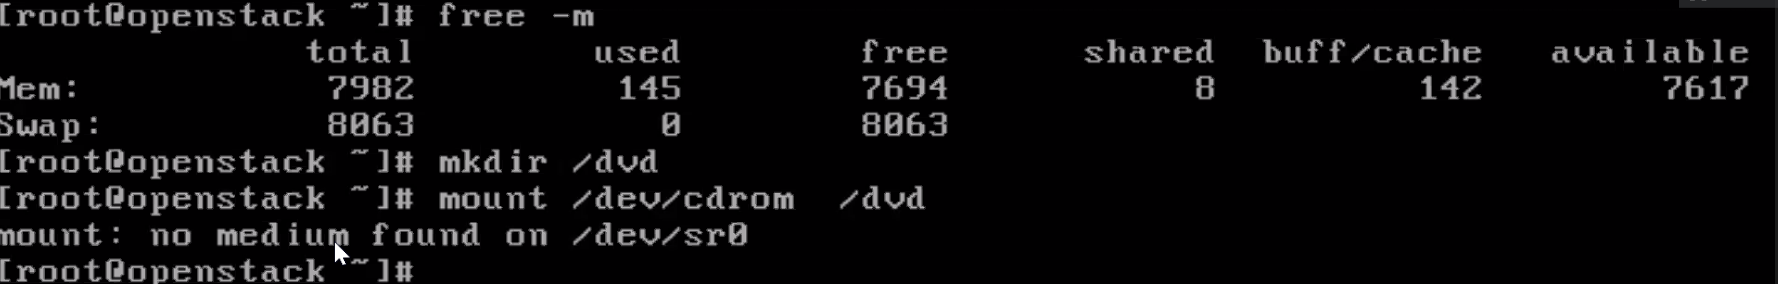 [root@openstack ~]# free -m
total used free shared buff/cache available
Mem: 7982 145 7694 8 142 7617
Swap: 8063 0 8063
[root@openstack ~]# mkdir /dvd
[root@openstack ~]# mount /dev/cdrom  /dvd
mount: no medium found on /dev/sr0
[root@openstack ~]#